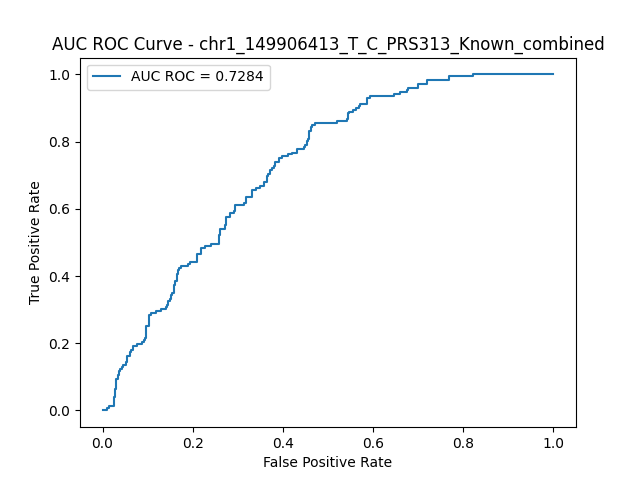 AUC ROC Curve - chr1_149906413_T_C_PRS313_Known_combined
AUC ROC = 0.7284
1.0
0.8
0.6
0.4
0.2
0.0
True Positive Rate
0.0 0.2 0.4 0.6 0.8 1.0
False Positive Rate